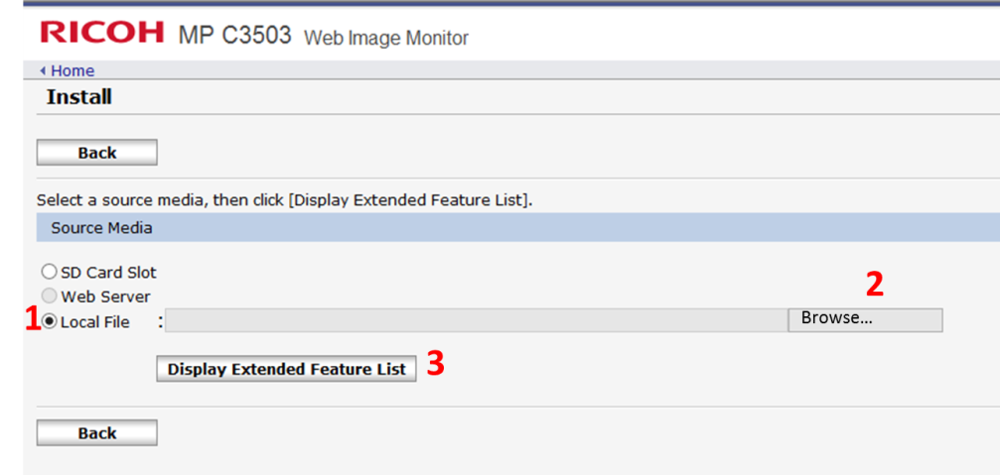 RICOH MP C3503 Web Image Monitor
Home
Install
Back
Select a source media, then click [Display Extended Feature List].
Source Media
SD Card Slot
Web Server
2
1 Local File : Browse...
Display Extended Feature List 3
Back